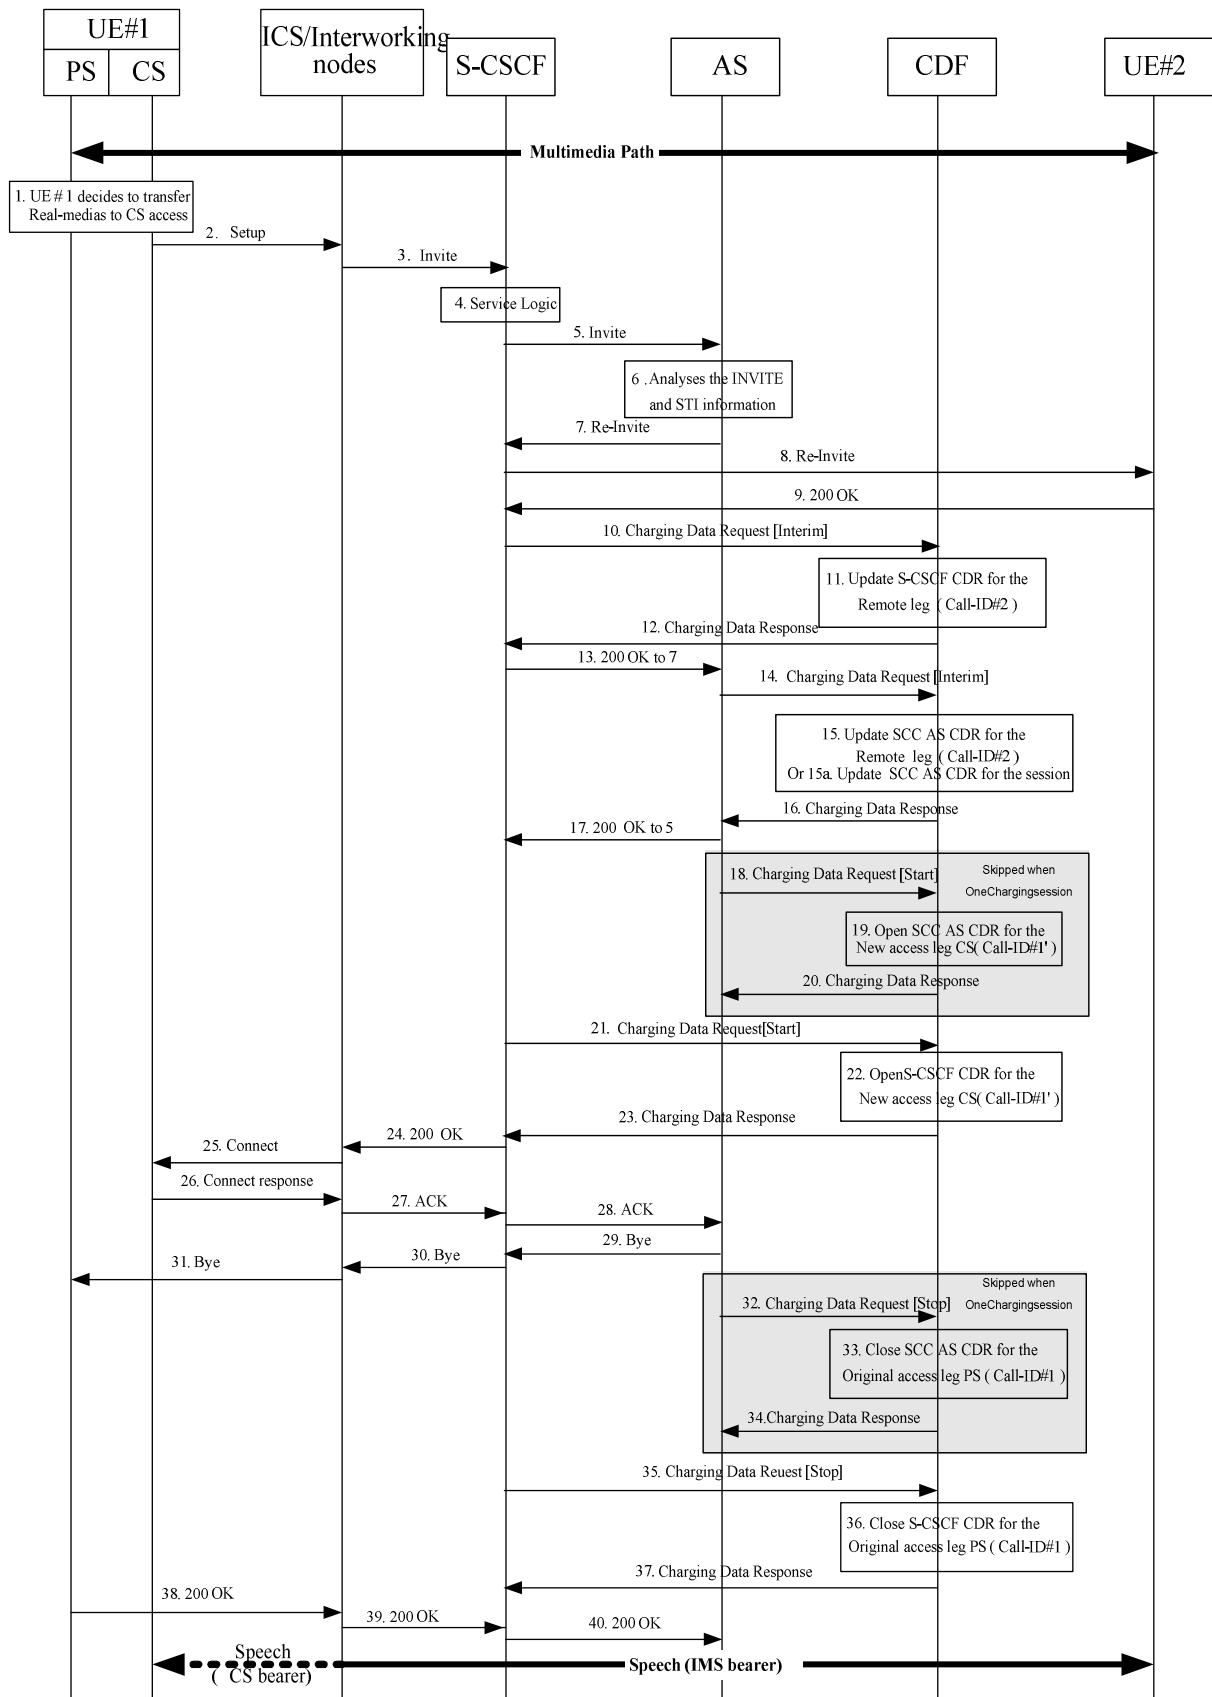 UE#1
PS
CS
ICS/Interworking
nodes
S-CSCF
AS
CDF
UE#2
Multimedia Path
1. UE # 1 decides to transfer
Real-medias to CS access
2. Setup
3. Invite
4. Service Logic
5. Invite
6 . Analyses the INVITE
and STI information
7. Re-Invite
8. Re-Invite
9. 200 OK
10. Charging Data Request [Interim]
11. Update S-CSCF CDR for the
Remote leg ( Call-ID#2 )
12. Charging Data Response
13. 200 OK to 7
14. Charging Data Request [Interim]
15. Update SCC AS CDR for the
Remote leg ( Call-ID#2 )
Or 15a. Update SCC AS CDR for the session
16. Charging Data Response
17. 200 OK to 5
18. Charging Data Request [Start]
Skipped when
OneChargingsession
19. Open SCC AS CDR for the
New access leg CS( Call-ID#1' )
20. Charging Data Response
21. Charging Data Request[Start]
22. OpenS-CSCF CDR for the
New access leg CS( Call-ID#1' )
23. Charging Data Response
24. 200 OK
25. Connect
26. Connect response
27. ACK
28. ACK
29. Bye
30. Bye
31. Bye
Skipped when
32. Charging Data Request [Stop]
OneChargingsession
33. Close SCC AS CDR for the
Original access leg PS ( Call-ID#1 )
34.Charging Data Response
35. Charging Data Reuest [Stop]
36. Close S-CSCF CDR for the
Original access leg PS ( Call-ID#1 )
37. Charging Data Response
38. 200 OK
39. 200 OK
40. 200 OK
Speech
( CS bearer)
Speech (IMS bearer)